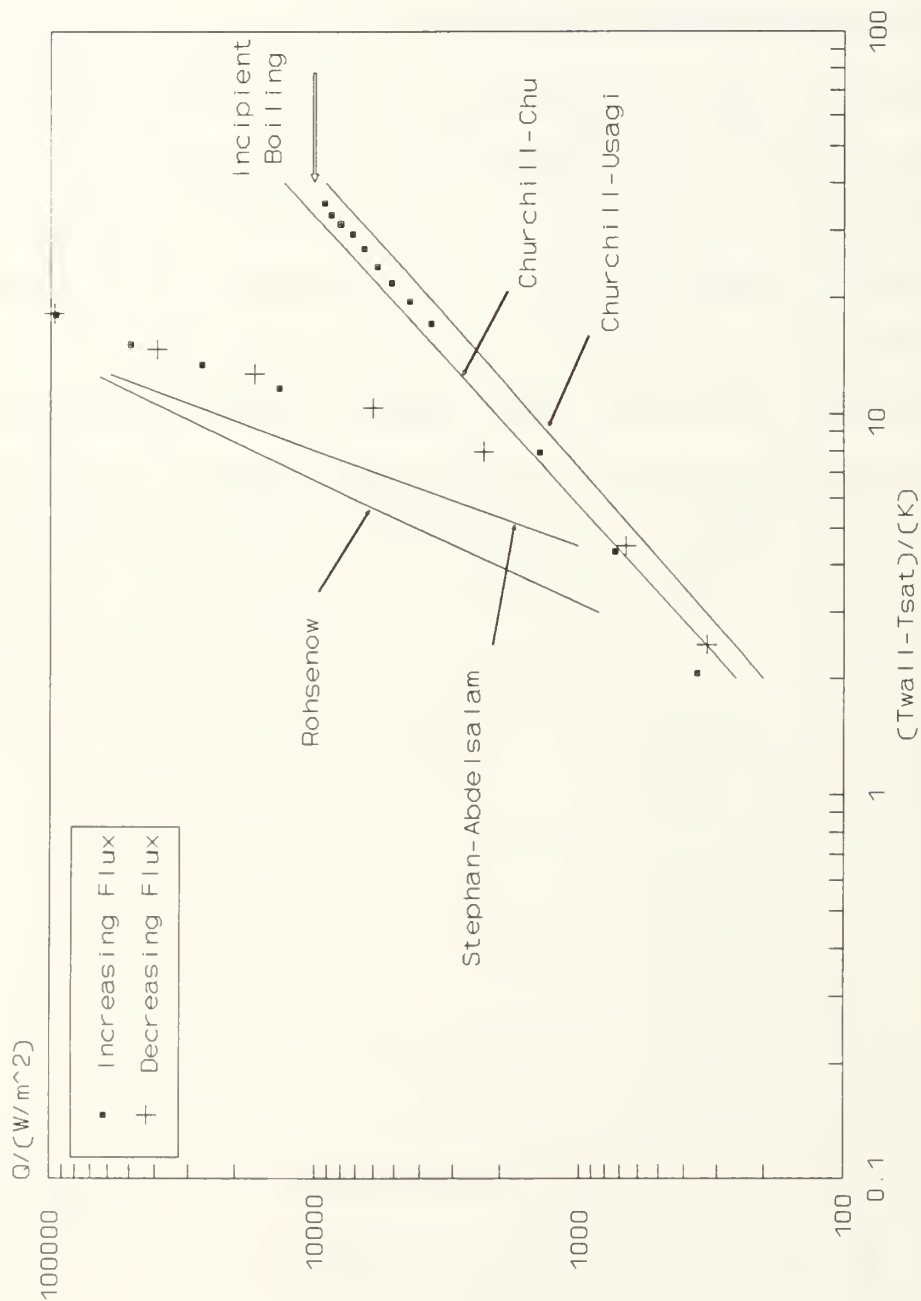 Q/(W/m^2)
Increasing Flux
Decreasing Flux
Incipient
Boiling
Rohsenow
Stephan-Abdelsalam
Churchill-Chu
Churchill-Usagi
100000
10000
1000
100
0.1
1
10
100
(Twall-Tsat)/(K)